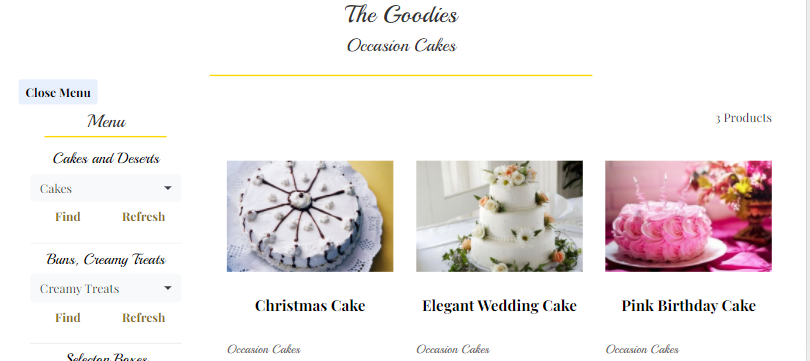 The Goodies
Occasion Cakes
Close Menu
Menu
3 Products
Cakes and Deserts
Cakes
Find Refresh
Buns, Creamy Treats
Creamy Treats
Find Refresh
Christmas Cake
Elegant Wedding Cake
Pink Birthday Cake
Occasion Cakes
Occasion Cakes
Occasion Cakes
Selecton Boxes